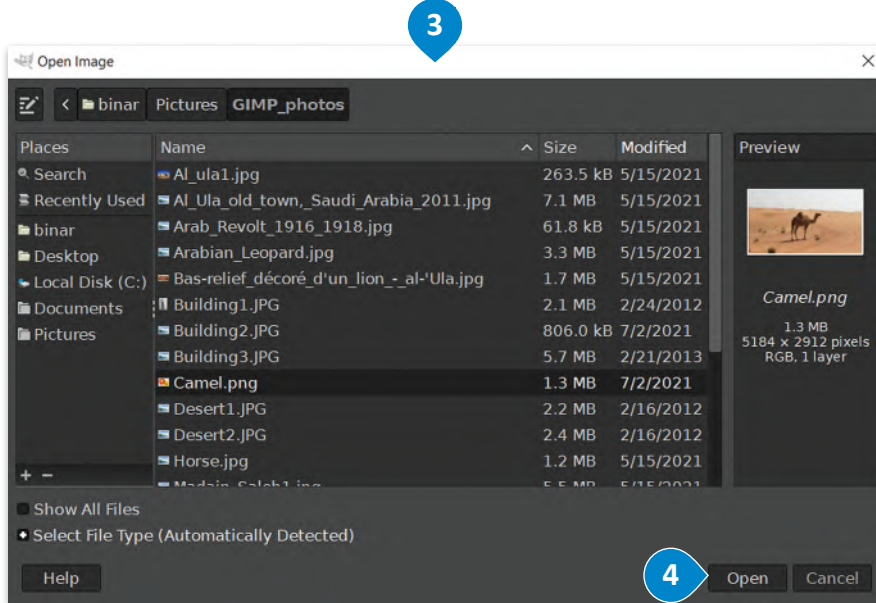 3
Open Image
binar Pictures GIMP_photos
Places Name Size Modified Preview
Search
Recently Used
binar
Desktop
Local Disk (C:)
Documents
Pictures
Al_ula1.jpg 263.5 kB 5/15/2021
Al_Ula_old_town,_Saudi_Arabia_2011.jpg 7.1 MB 5/15/2021
Arab_Revolt_1916_1918.jpg 61.8 kB 5/15/2021
Arabian_Leopard.jpg 3.3 MB 5/15/2021
Bas-relief_décoré_d'un_lion_-_al-'Ula.jpg 1.7 MB 5/15/2021
Building1.JPG 2.1 MB 2/24/2012
Building2.JPG 806.0 kB 7/2/2021
Building3.JPG 5.7 MB 2/21/2013
Camel.png 1.3 MB 7/2/2021
Desert1.JPG 2.2 MB 2/16/2012
Desert2.JPG 2.4 MB 2/16/2012
Horse.jpg 1.2 MB 5/15/2021
Camel.png
1.3 MB
5184 × 2912 pixels
RGB, 1 layer
Show All Files
Select File Type (Automatically Detected)
Help 4 Open Cancel